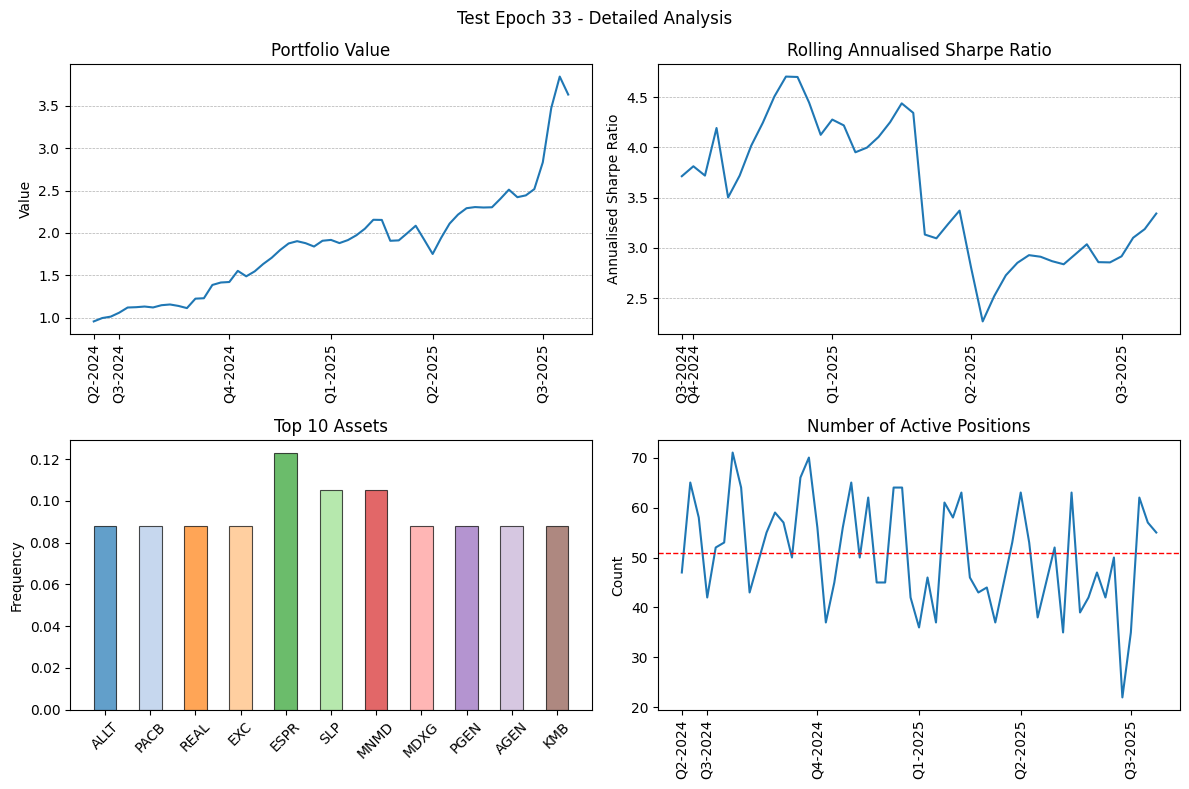 Test Epoch 33 - Detailed Analysis
Portfolio Value
Value
3.5
3.0
2.5
2.0
1.5
1.0
Q2-2024
Q3-2024
Q4-2024
Q1-2025
Q2-2025
Q3-2025
Rolling Annualised Sharpe Ratio
Annualised Sharpe Ratio
4.5
4.0
3.5
3.0
2.5
Q3-2024
Q4-2024
Q1-2025
Q2-2025
Q3-2025
Top 10 Assets
Frequency
0.12
0.10
0.08
0.06
0.04
0.02
0.00
ALLT
PACB
REAL
EXC
ESPR
SLP
MNMD
MDXG
PGEN
AGEN
KMB
Number of Active Positions
Count
70
60
50
40
30
20
Q2-2024
Q3-2024
Q4-2024
Q1-2025
Q2-2025
Q3-2025